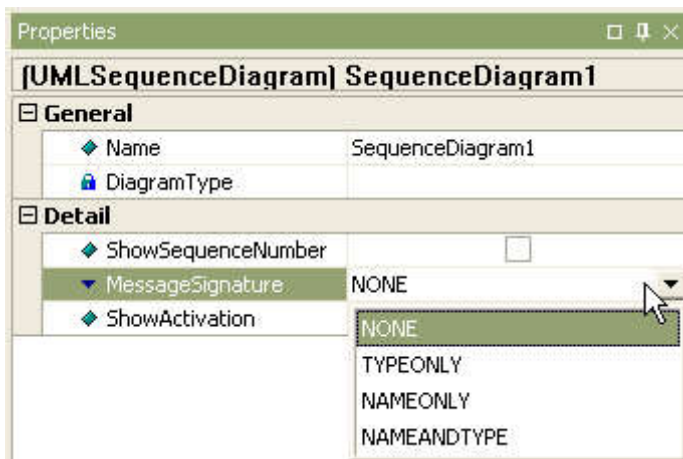 Properties
(UMLSequenceDiagram) SequenceDiagram1
General
Name SequenceDiagram1
DiagramType
Detail
ShowSequenceNumber
MessageSignature NONE
ShowActivation
NONE
TYPEONLY
NAMEONLY
NAMEANDTYPE